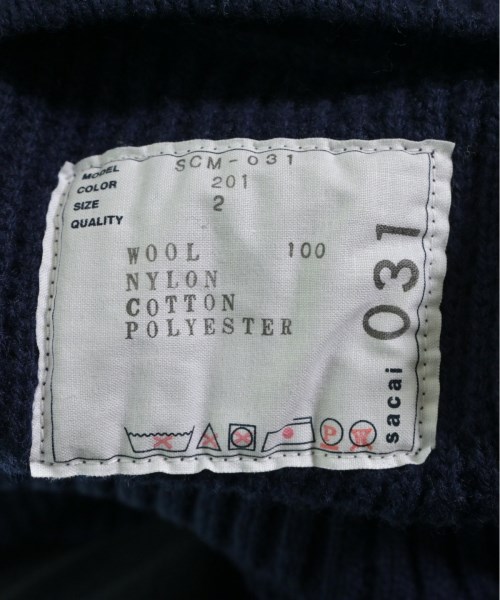 MODEL SCM-031
COLOR 201
SIZE 2
QUALITY
WOOL 100
NYLON
COTTON
POLYESTER
sacai 031
P W